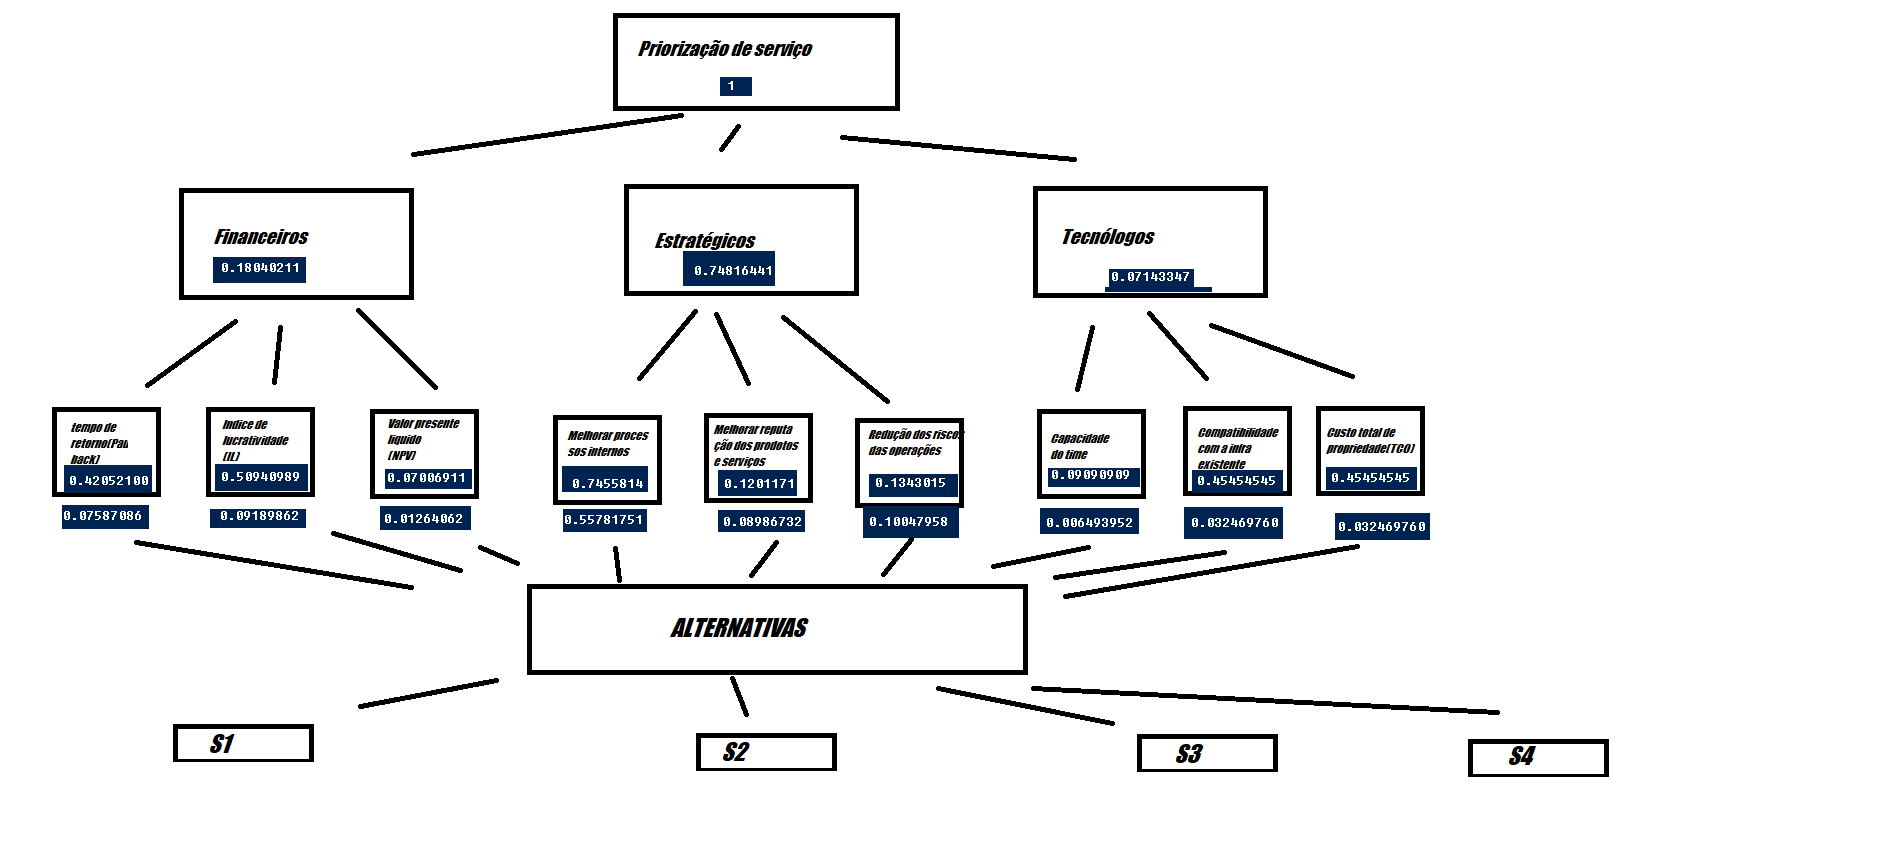 Priorização de serviço
1
Financeiros
0.18040211
Estratégicos
0.74816441
Tecnólogos
0.07143347
tempo de
retorno(Pau
back)
0.42052100
0.07587086
Indice de
lucratividade
(IL)
0.50940989
0.09189862
Valor presente
liquido
(NPV)
0.07006911
0.01264062
Melhorar proces
sos internos
0.7455814
0.55781751
Melhorar reputa
ção dos prodotos
e serviços
0.1201171
0.08986732
Redução dos riscos
das operações
0.1343015
0.10047958
Capacidade
do time
0.09090909
0.006493952
Compatibilidade
com a infra
existente
0.45454545
0.032469760
Custo total de
propriedade(TCO)
0.45454545
0.032469760
ALTERNATIVAS
S1
S2
S3
S4